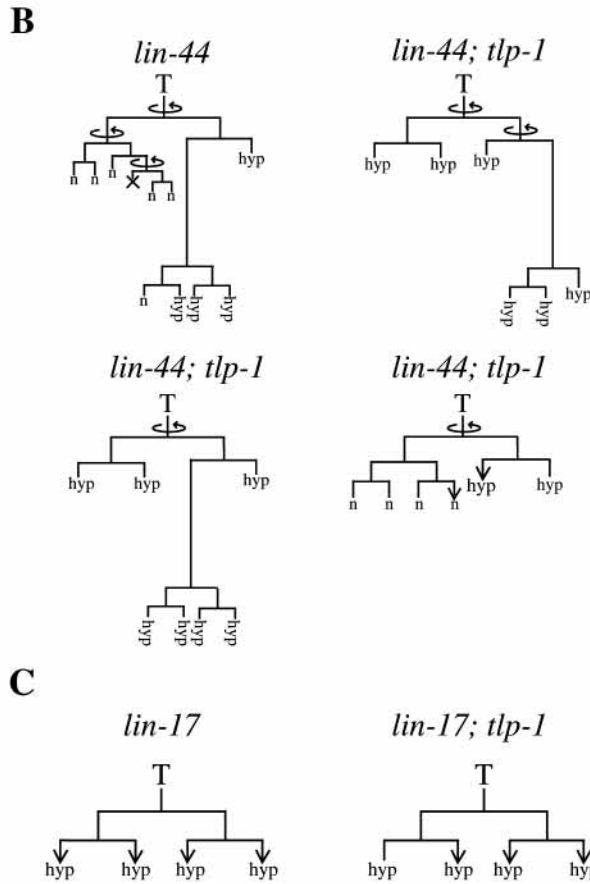 B
lin-44
T
hyp
n n n
n n
n hyp hyp hyp
lin-44; tlp-1
T
hyp hyp hyp
hyp hyp hyp
lin-44; tlp-1
T
hyp hyp hyp
hyp hyp hyp hyp
lin-44; tlp-1
T
hyp hyp
n n n n
C
lin-17
T
hyp hyp hyp hyp
lin-17; tlp-1
T
hyp hyp hyp hyp